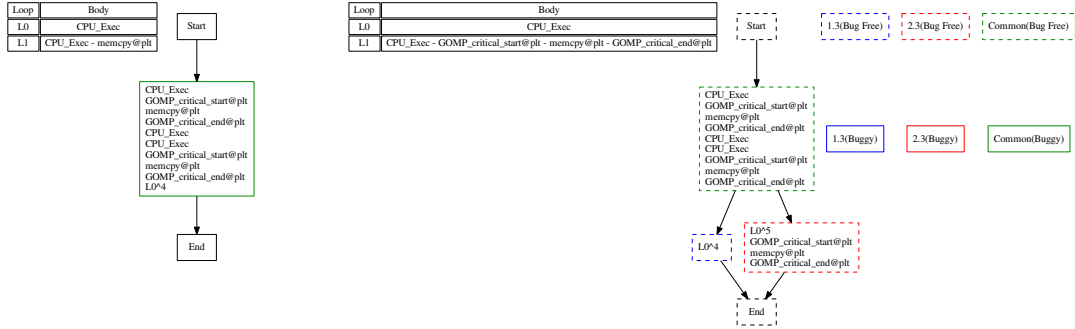 Loop Body
L0 CPU_Exec
L1 CPU_Exec - memcpy@plt
Start
CPU_Exec
GOMP_critical_start@plt
memcpy@plt
GOMP_critical_end@plt
CPU_Exec
CPU_Exec
GOMP_critical_start@plt
memcpy@plt
GOMP_critical_end@plt
L0^4
End
Loop Body
L0 CPU_Exec
L1 CPU_Exec - GOMP_critical_start@plt - memcpy@plt - GOMP_critical_end@plt
Start
CPU_Exec
GOMP_critical_start@plt
memcpy@plt
GOMP_critical_end@plt
CPU_Exec
CPU_Exec
GOMP_critical_start@plt
memcpy@plt
GOMP_critical_end@plt
L0^4
L0^5
GOMP_critical_start@plt
memcpy@plt
GOMP_critical_end@plt
End
1.3(Bug Free) 2.3(Bug Free) Common(Bug Free)
1.3(Buggy) 2.3(Buggy) Common(Buggy)